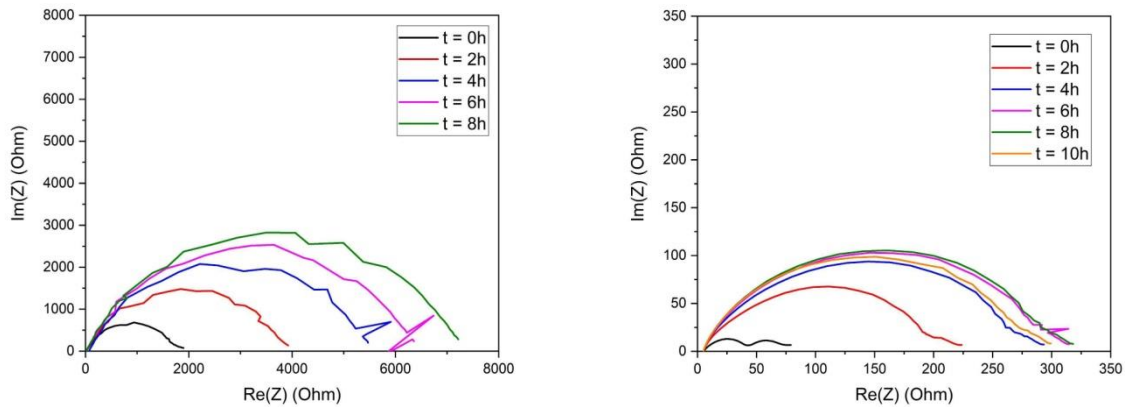 8000
7000
6000
5000
4000
3000
2000
1000
0
Im(Z) (Ohm)
t = 0h
t = 2h
t = 4h
t = 6h
t = 8h
0 2000 4000 6000 8000
Re(Z) (Ohm)
350
300
250
200
150
100
50
0
Im(Z) (Ohm)
t = 0h
t = 2h
t = 4h
t = 6h
t = 8h
t = 10h
0 50 100 150 200 250 300 350
Re(Z) (Ohm)